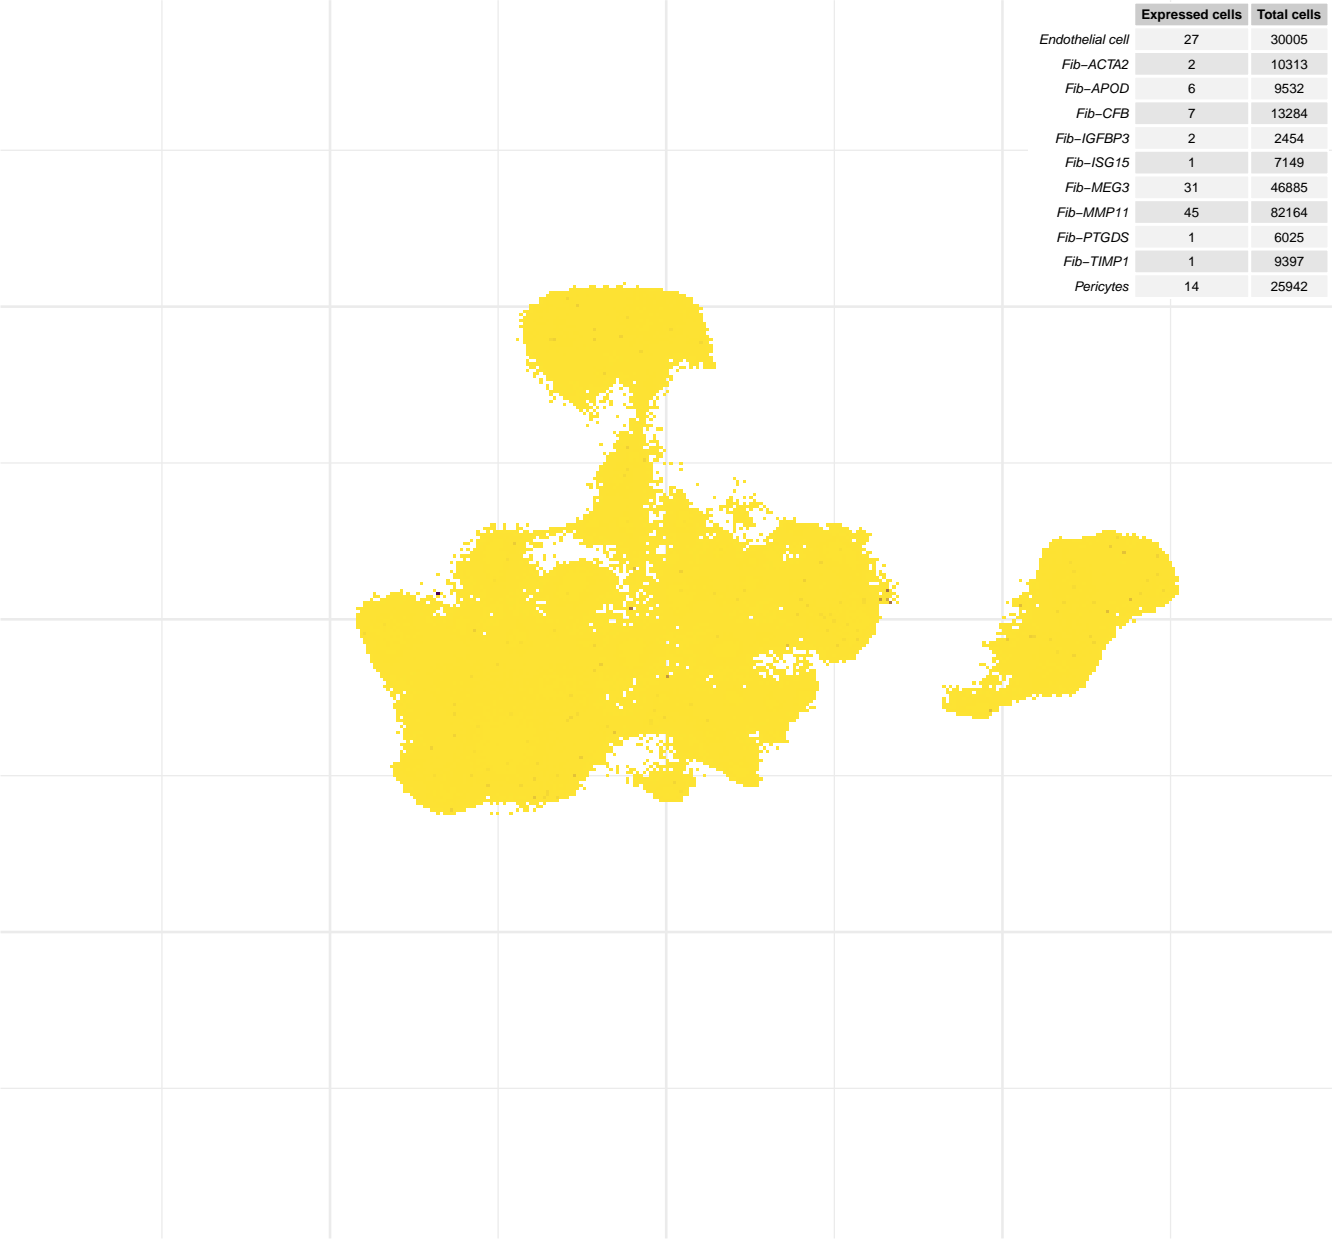 Expressed cells Total cells
Endothelial cell 27 30005
Fib−ACTA2 2 10313
Fib−APOD 6 9532
Fib−CFB 7 13284
Fib−IGFBP3 2 2454
Fib−ISG15 1 7149
Fib−MEG3 31 46885
Fib−MMP11 45 82164
Fib−PTGDS 1 6025
Fib−TIMP1 1 9397
Pericytes 14 25942